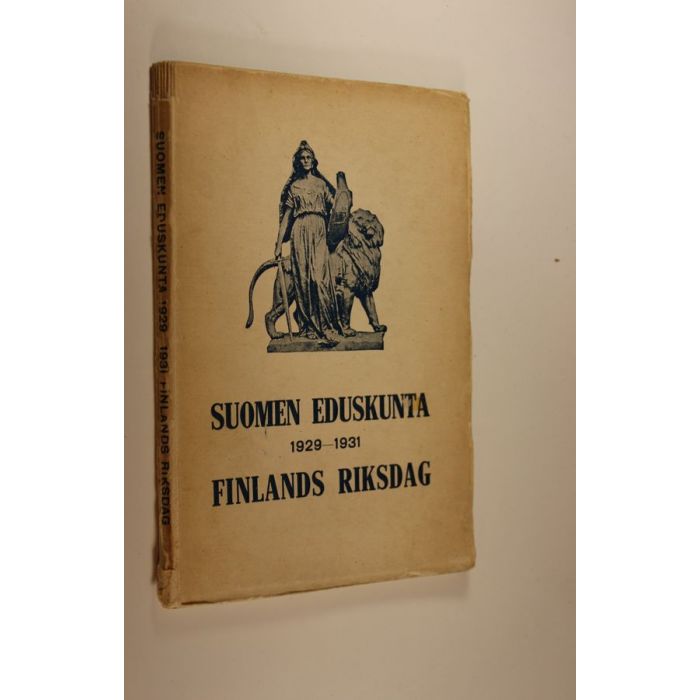 SUOMEN EDUSKUNTA
1929—1931
FINLANDS RIKSDAG
SUOMEN EDUSKUNTA 1929 1931 FINLANDS RIKSDAG